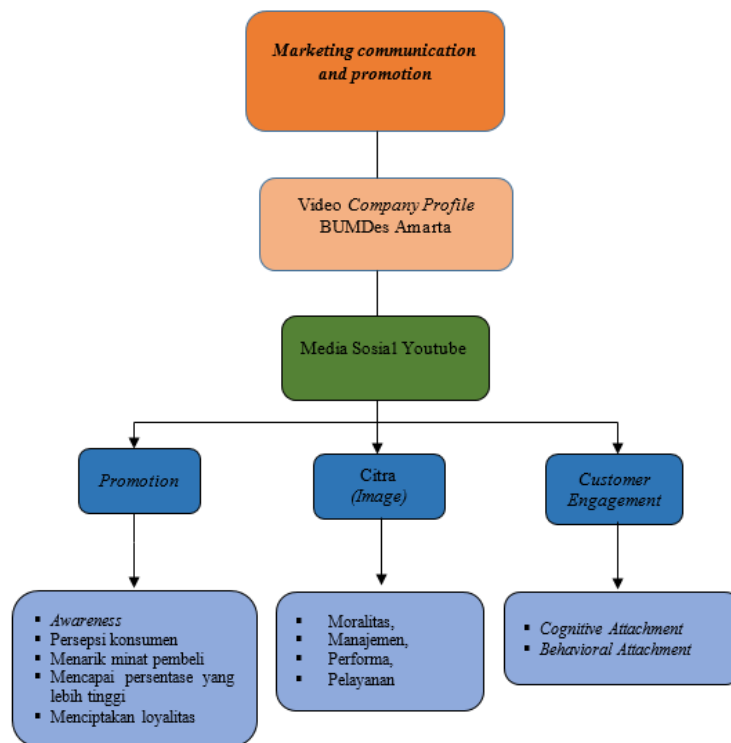 Marketing communication
and promotion
Video Company Profile
BUMDes Amarta
Media Sosial Youtube
Promotion
Citra
(Image)
Customer
Engagement
▪ Awareness
▪ Persepsi konsumen
▪ Menarik minat pembeli
▪ Mencapai persentase yang
lebih tinggi
▪ Menciptakan loyalitas
▪ Moralitas,
▪ Manajemen,
▪ Performa,
▪ Pelayanan
▪ Cognitive Attachment
▪ Behavioral Attachment